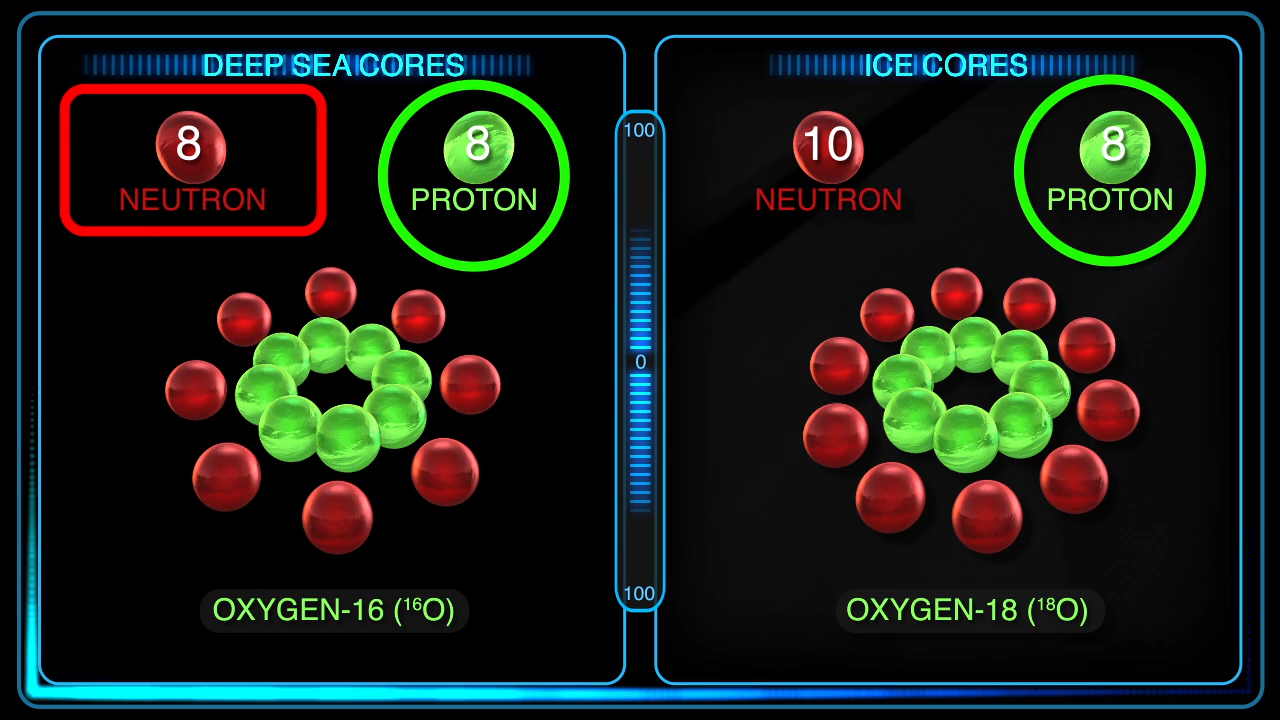 DEEP SEA CORES
8
NEUTRON
8
PROTON
OXYGEN-16 (¹⁶O)
100
0
100
ICE CORES
10
NEUTRON
8
PROTON
OXYGEN-18 (¹⁸O)